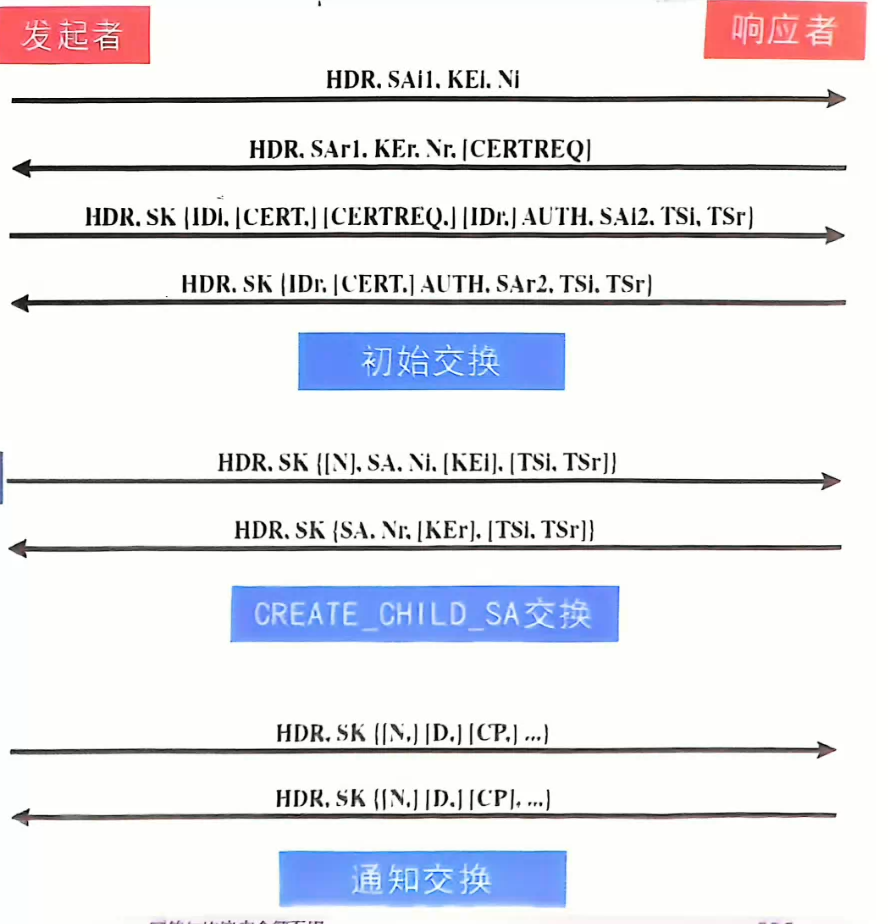 发起者
响应者
HDR, SAi1, KEi, Ni
HDR, SAr1, KEr, Nr, [CERTREQ]
HDR, SK {IDi, [CERT,] [CERTREQ,] [IDr,] AUTH, SAi2, TSi, TSr}
HDR, SK {IDr, [CERT,] AUTH, SAr2, TSi, TSr}
初始交换
HDR, SK {[N], SA, Ni, [KEi], [TSi, TSr]}
HDR, SK {SA, Nr, [KEr], [TSi, TSr]}
CREATE_CHILD_SA交换
HDR, SK {[N,] [D,] [CP,] ...}
HDR, SK {[N,] [D,] [CP], ...}
通知交换